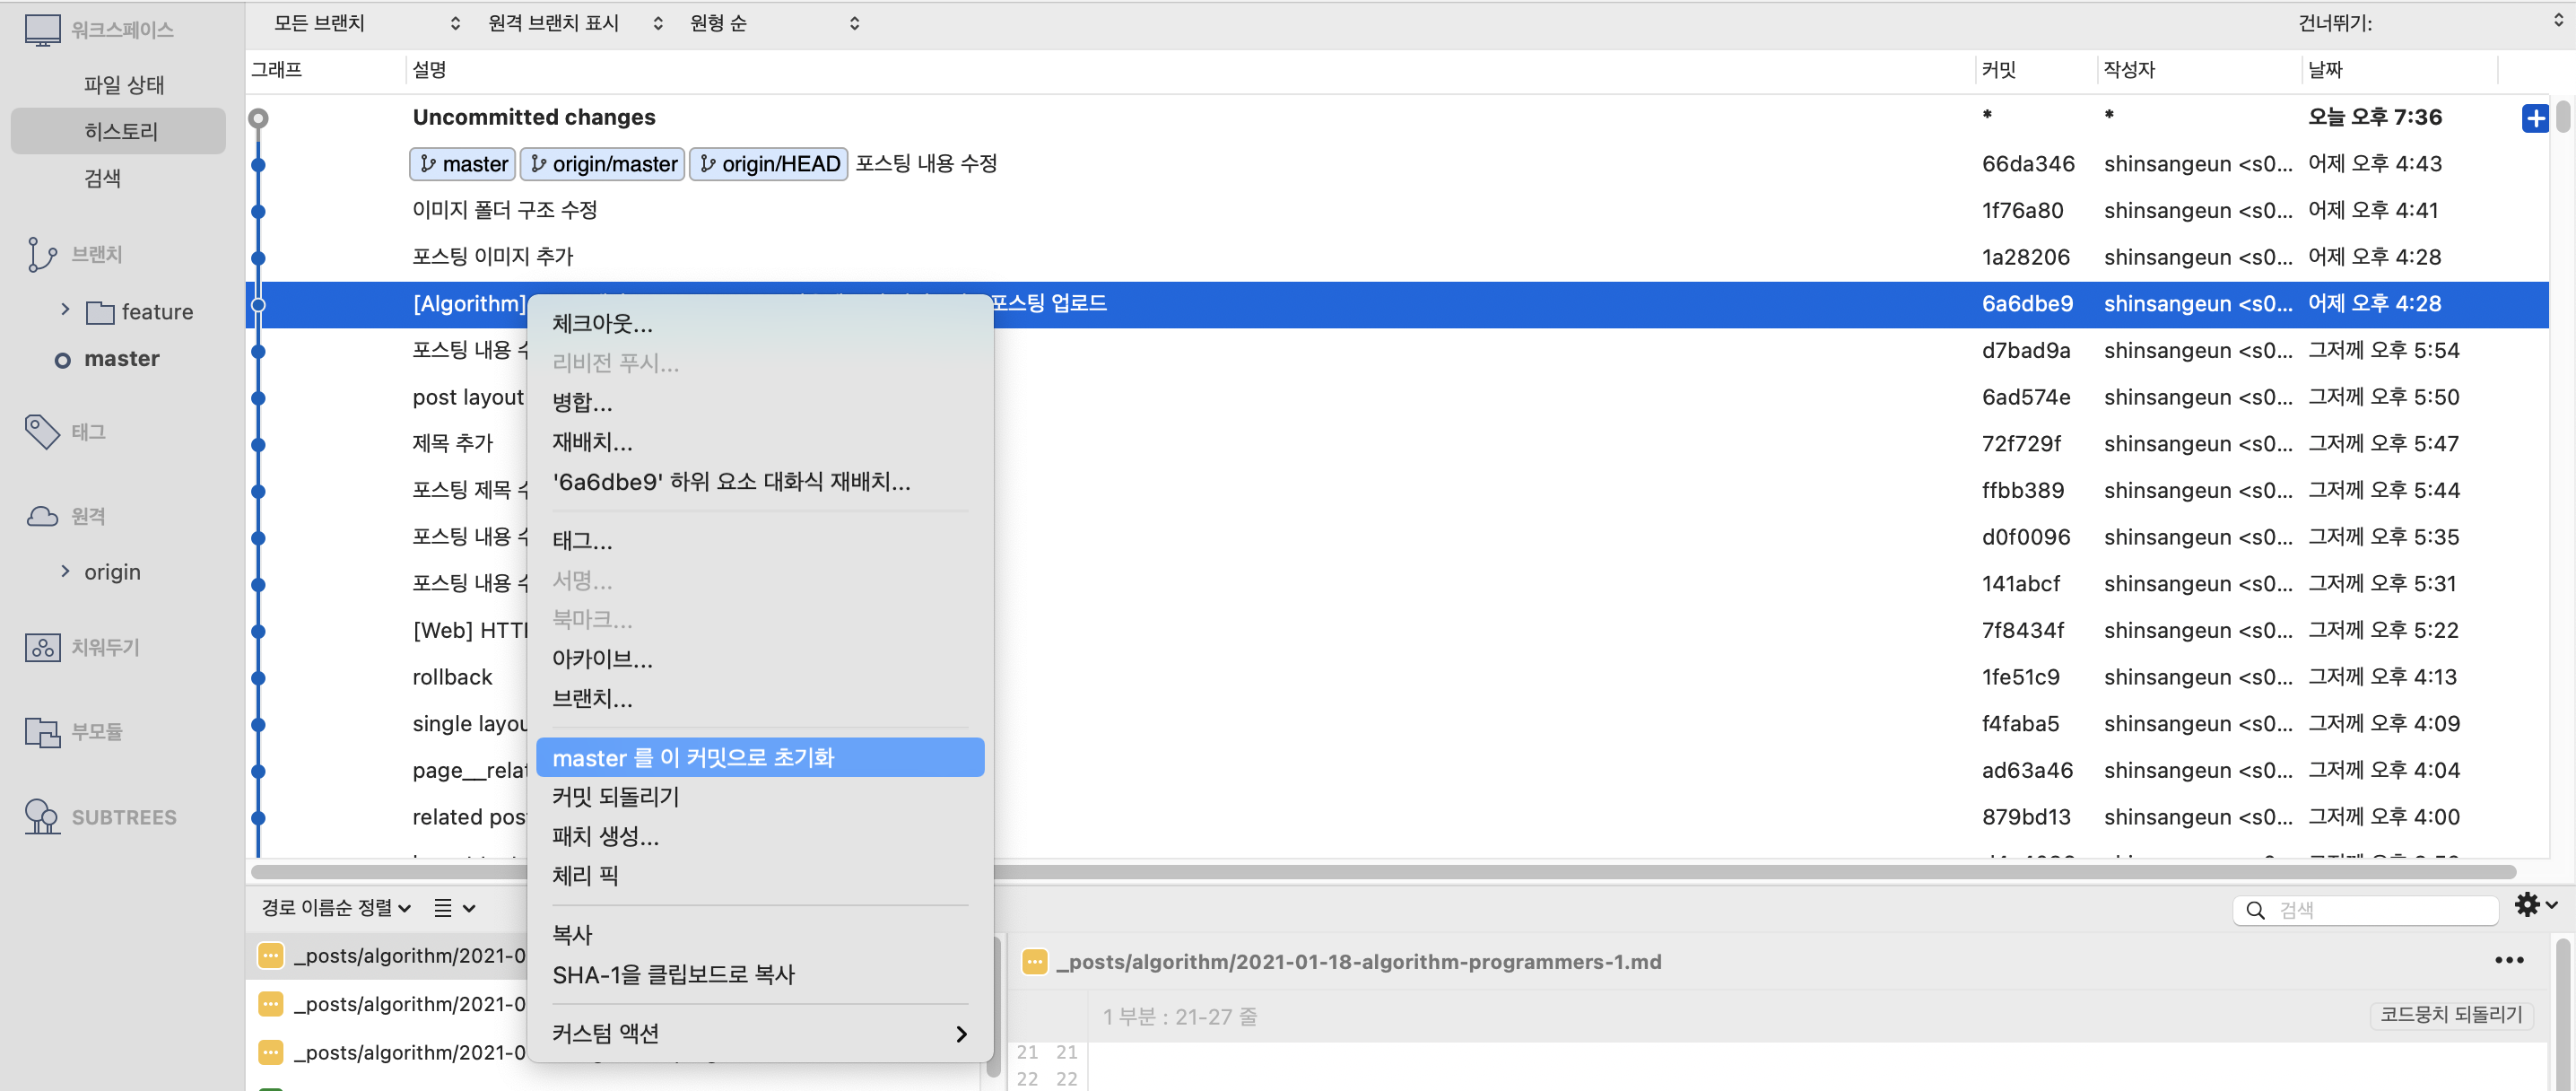 워크스페이스
파일 상태
히스토리
검색
브랜치
feature
master
태그
원격
origin
치워두기
부모듈
SUBTREES
모든 브랜치 원격 브랜치 표시 원형 순 건너뛰기:
그래프 설명 커밋 작성자 날짜
Uncommitted changes * * 오늘 오후 7:36
master origin/master origin/HEAD 포스팅 내용 수정 66da346 shinsangeun <s0... 어제 오후 4:43
이미지 폴더 구조 수정 1f76a80 shinsangeun <s0... 어제 오후 4:41
포스팅 이미지 추가 1a28206 shinsangeun <s0... 어제 오후 4:28
[Algorithm] 포스팅 업로드 6a6dbe9 shinsangeun <s0... 어제 오후 4:28
포스팅 내용 d7bad9a shinsangeun <s0... 그저께 오후 5:54
post layout 6ad574e shinsangeun <s0... 그저께 오후 5:50
제목 추가 72f729f shinsangeun <s0... 그저께 오후 5:47
포스팅 제목 ffbb389 shinsangeun <s0... 그저께 오후 5:44
포스팅 내용 d0f0096 shinsangeun <s0... 그저께 오후 5:35
포스팅 내용 141abcf shinsangeun <s0... 그저께 오후 5:31
[Web] 7f8434f shinsangeun <s0... 그저께 오후 5:22
rollback 1fe51c9 shinsangeun <s0... 그저께 오후 4:13
single f4faba5 shinsangeun <s0... 그저께 오후 4:09
ad63a46 shinsangeun <s0... 그저께 오후 4:04
related 879bd13 shinsangeun <s0... 그저께 오후 4:00
체크아웃...
리비전 푸시...
병합...
재배치...
'6a6dbe9' 하위 요소 대화식 재배치...
태그...
서명...
북마크...
아카이브...
브랜치...
master 를 이 커밋으로 초기화
커밋 되돌리기
패치 생성...
체리 픽
복사
SHA-1을 클립보드로 복사
커스텀 액션
경로 이름순 정렬 검색
_posts/algorithm/2021-0
_posts/algorithm/2021-0
_posts/algorithm/2021-0
_posts/algorithm/2021-01-18-algorithm-programmers-1.md
1 부분 : 21-27 줄 코드뭉치 되돌리기
21 21
22 22